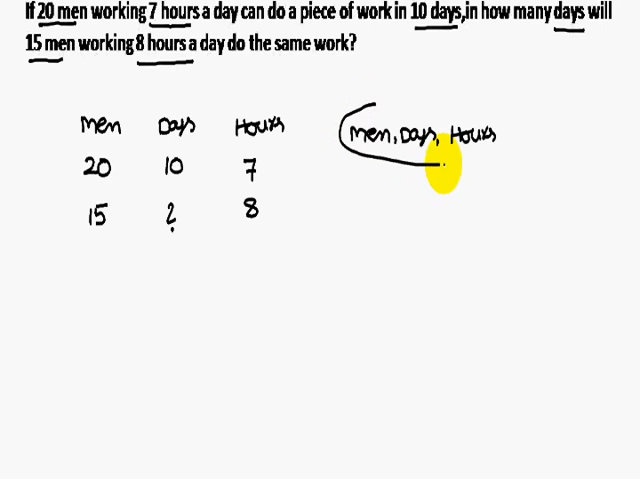 If 20 men working 7 hours a day can do a piece of work in 10 days,in how many days will
15 men working 8 hours a day do the same work?
Men Days Hours
20 10 7
15 ? 8
Men, Days, Hours